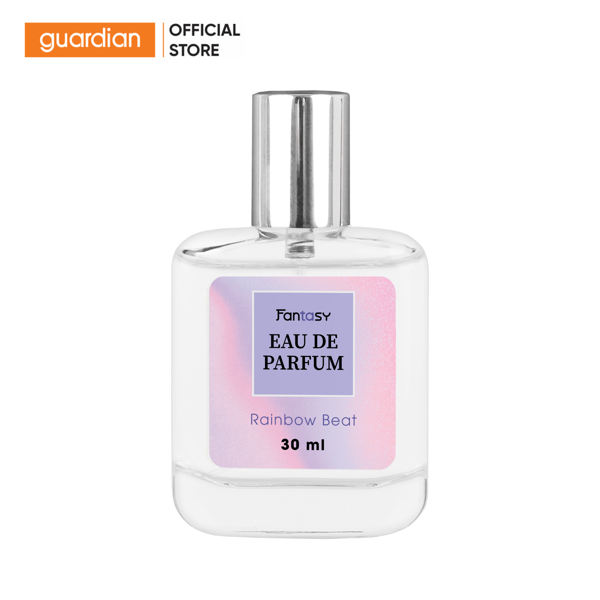 guardian
OFFICIAL
STORE
Fantasy
EAU DE
PARFUM
Rainbow Beat
30 ml